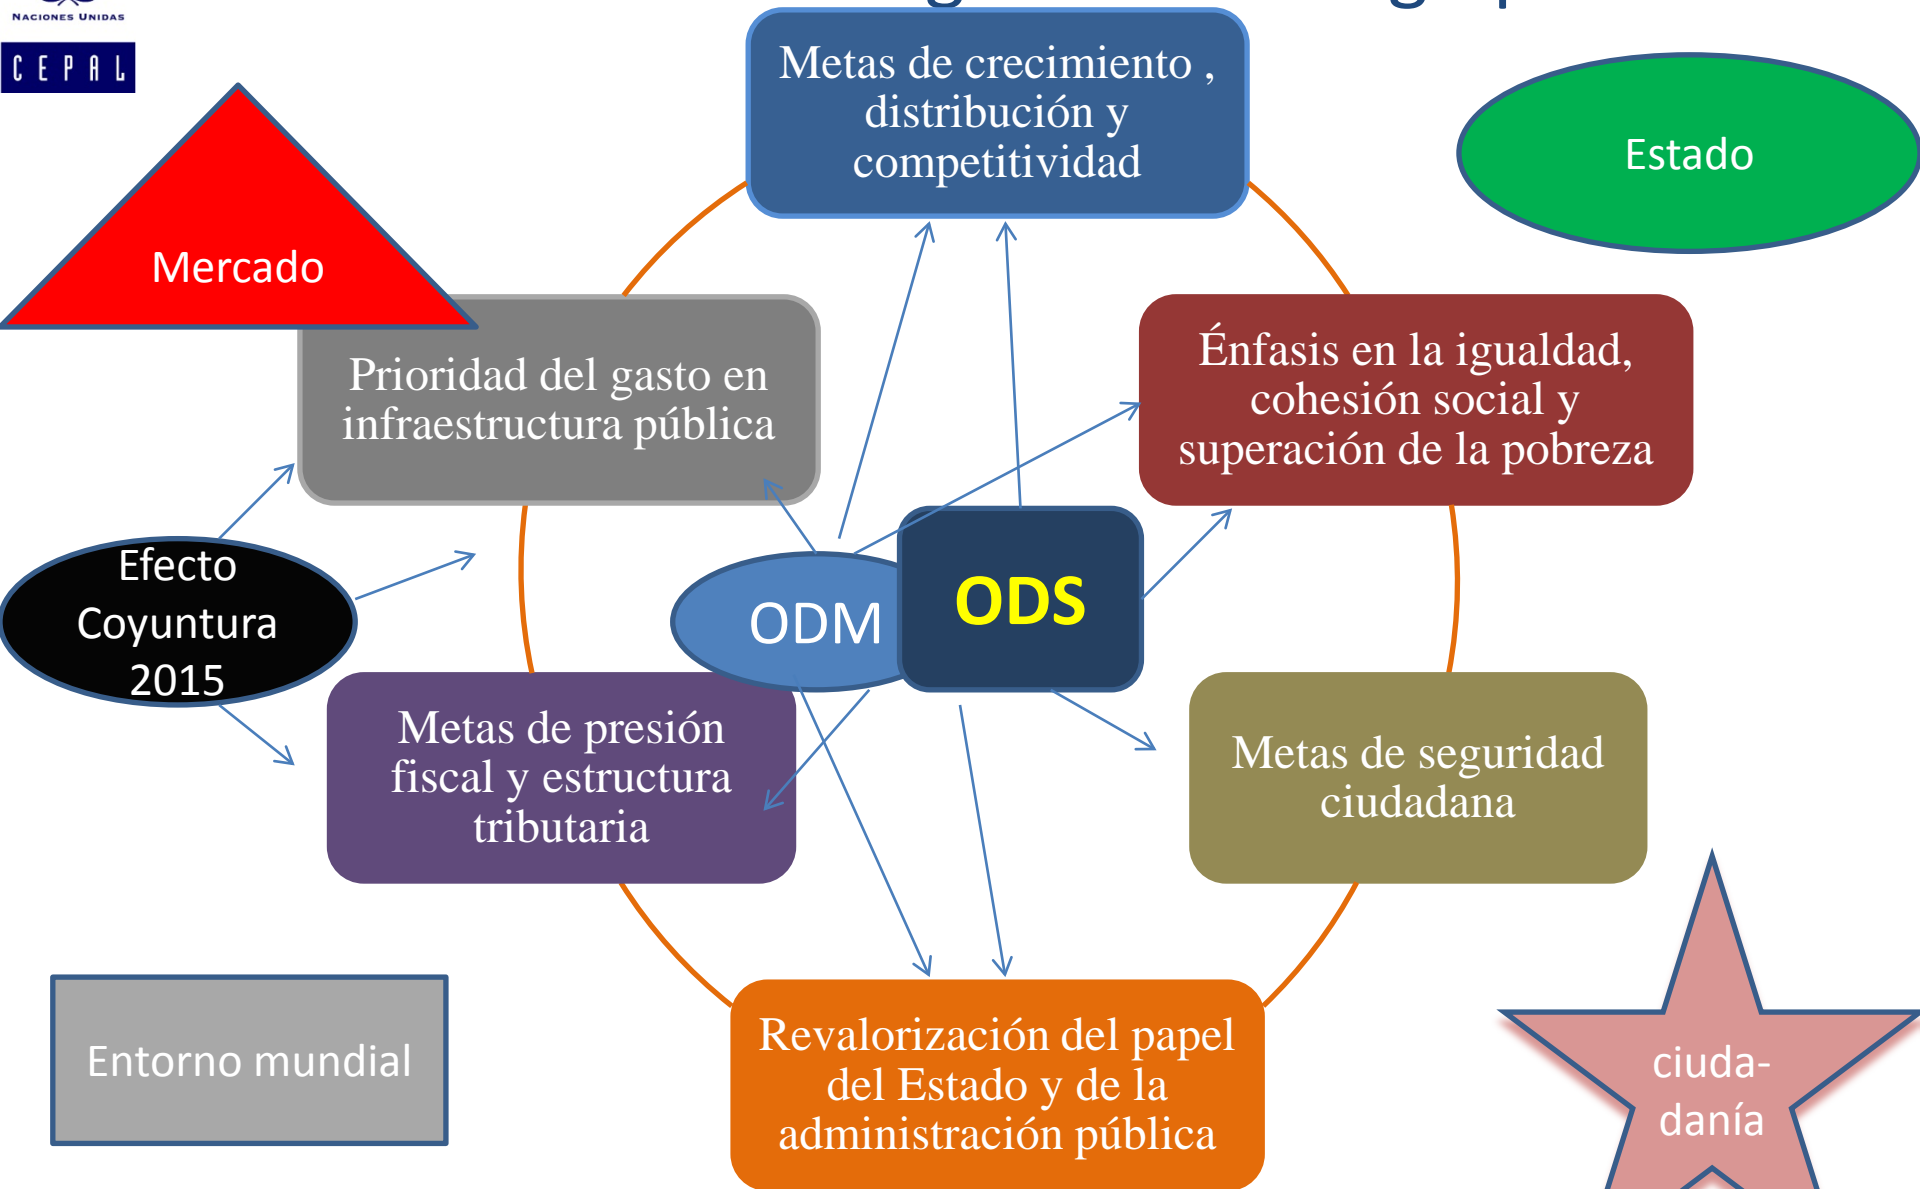 NACIONES UNIDAS
CEPAL
Metas de crecimiento ,
distribución y
competitividad
Estado
Mercado
Prioridad del gasto en
infraestructura pública
Énfasis en la igualdad,
cohesión social y
superación de la pobreza
Efecto
Coyuntura
2015
ODM
ODS
Metas de presión
fiscal y estructura
tributaria
Metas de seguridad
ciudadana
Entorno mundial
Revalorización del papel
del Estado y de la
administración pública
ciuda-
danía